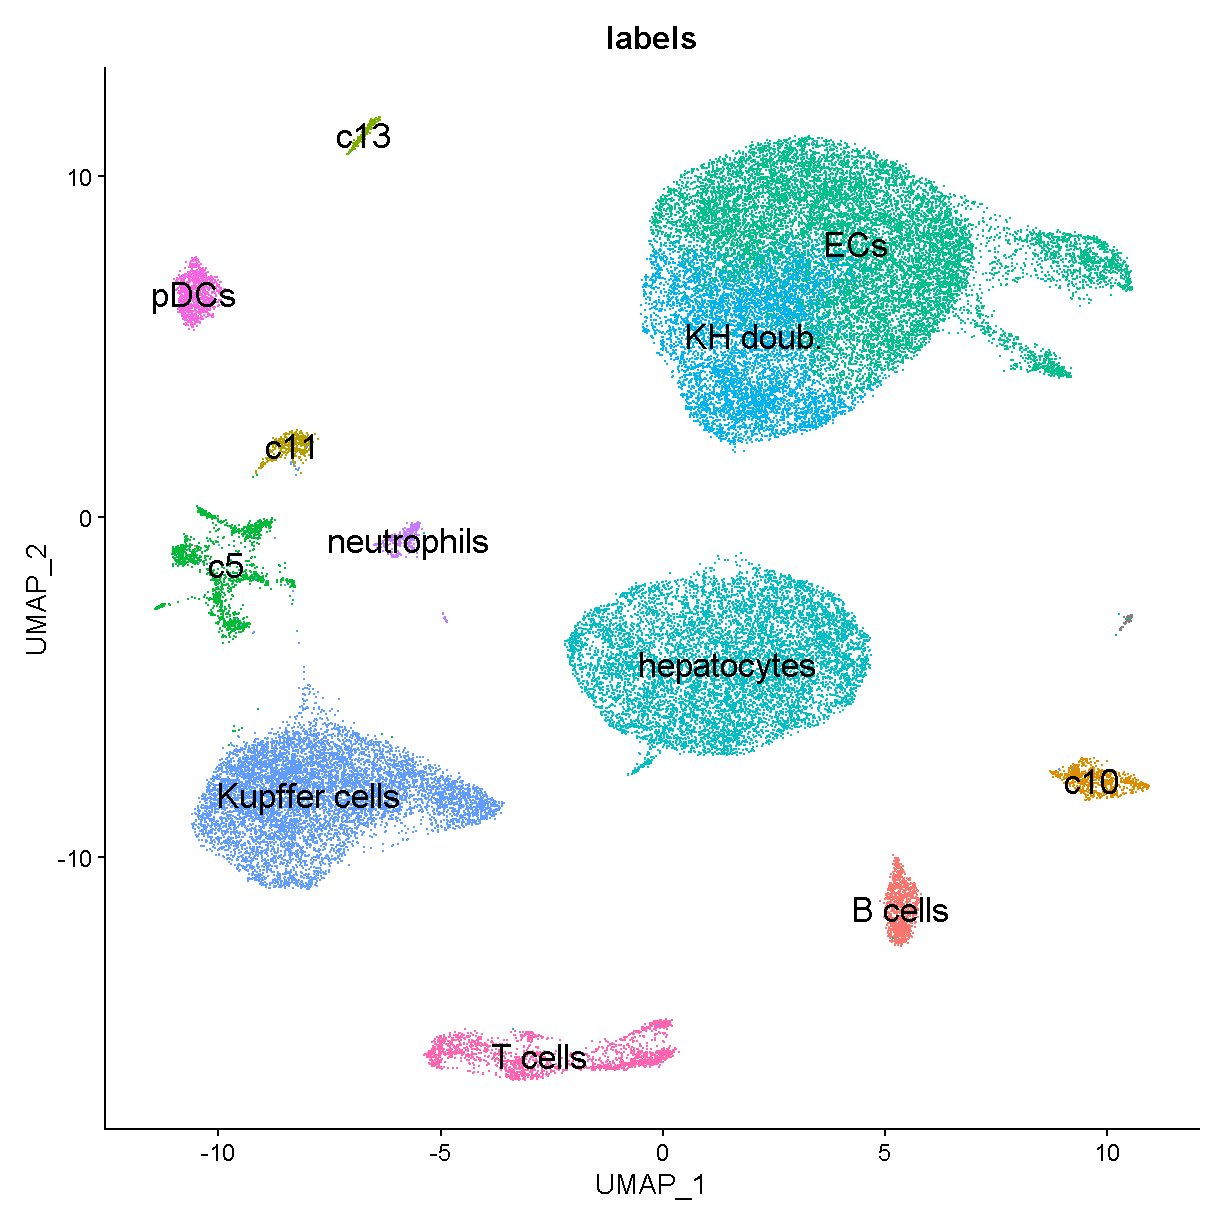 labels
c13
10
ECs
pDCs
KH doub.
c11
0
neutrophils
c5
UMAP_2
hepatocytes
c10
Kupffer cells
-10
B cells
T cells
-10
-5
0
5
10
UMAP_1